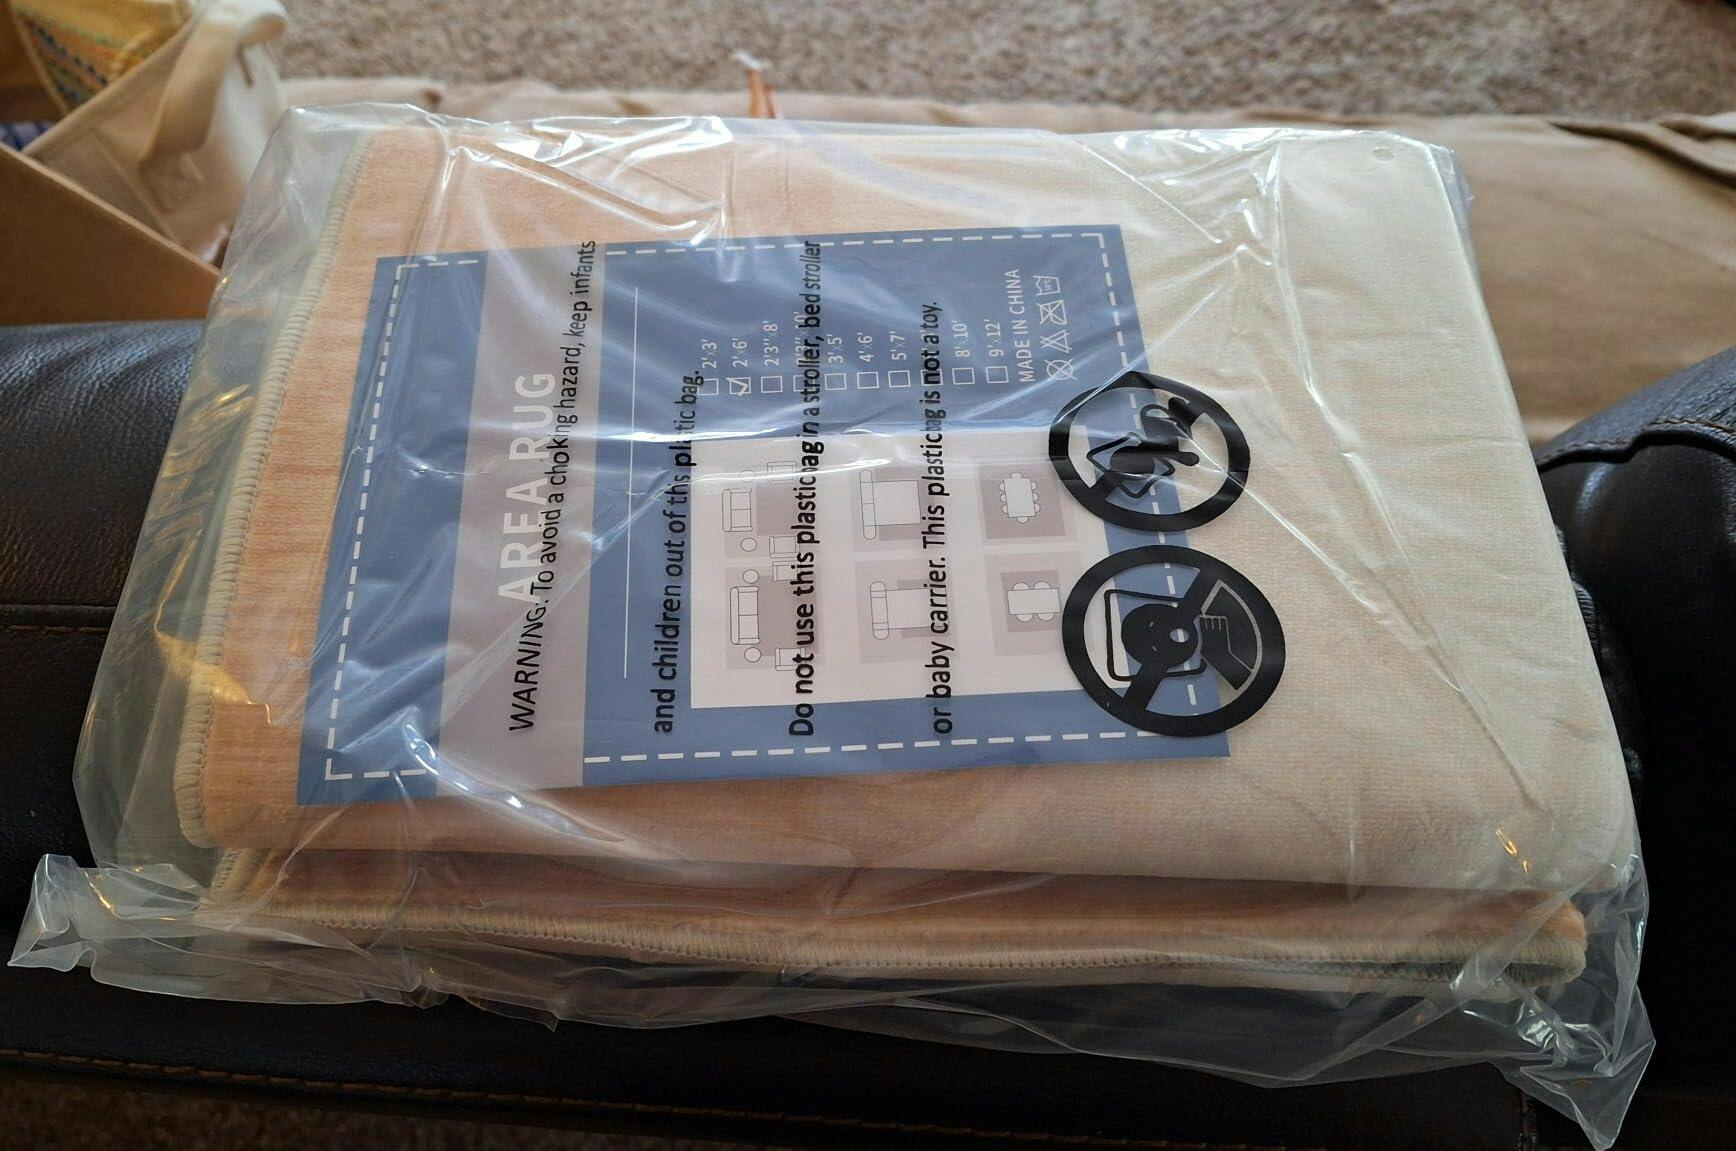 AREA RUG
WARNING: To avoid a choking hazard, keep infants
and children out of ths plastic bag.
Do not use this plastic bag in a stroller, bed stroller
or baby carrier. This plastic bag is not a toy.
2'x3'
2'x6'
2'3"x8'
3'x5'
4'x6'
5'x7'
8'x10'
9'x12'
MADE IN CHINA